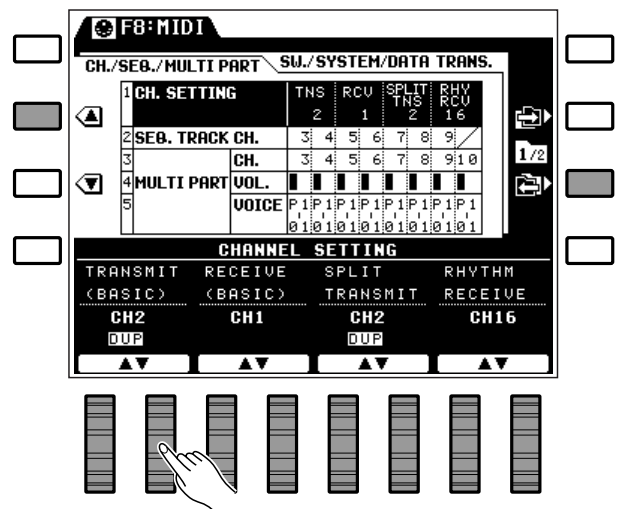 F8:MIDI
CH./SEQ./MULTI PART SW./SYSTEM/DATA TRANS.
1 CH. SETTING TNS 2 RCV 1 SPLIT TNS 2 RHY RCV 16
2 SEQ. TRACK CH. 3 4 5 6 7 8 9
3 CH. 3 4 5 6 7 8 9 10
4 MULTI PART VOL.
5 VOICE P1-01 P1-01 P1-01 P1-01 P1-01 P1-01 P1-01 P1-01
1/2
CHANNEL SETTING
TRANSMIT RECEIVE SPLIT RHYTHM
(BASIC) (BASIC) TRANSMIT RECEIVE
CH2 CH1 CH2 CH16
DUP DUP
▲▼ ▲▼ ▲▼ ▲▼